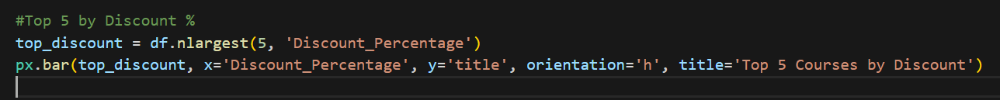 #Top 5 by Discount %
top_discount = df.nlargest(5, 'Discount_Percentage')
px.bar(top_discount, x='Discount_Percentage', y='title', orientation='h', title='Top 5 Courses by Discount')